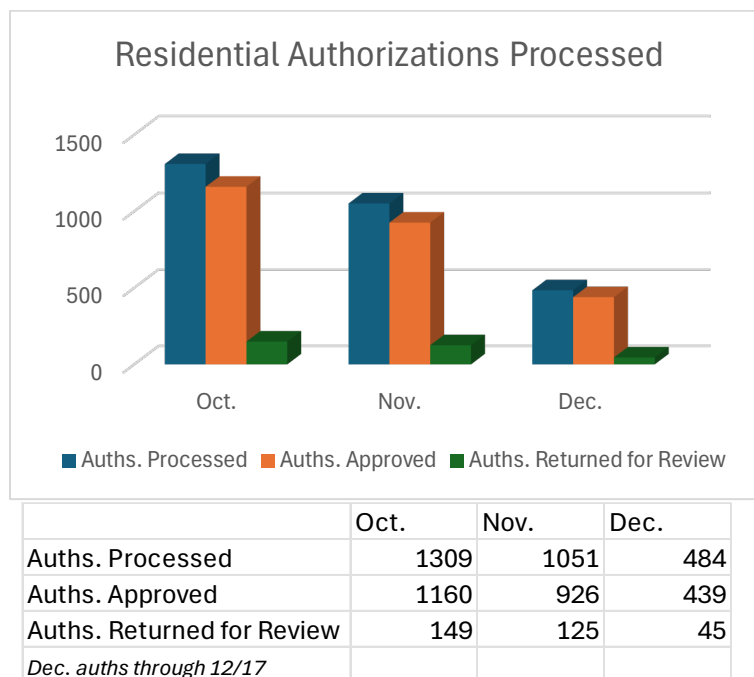 Residential Authorizations Processed
1500
1000
500
0
Oct. Nov. Dec.
Auths. Processed Auths. Approved Auths. Returned for Review
Oct. Nov. Dec.
Auths. Processed 1309 1051 484
Auths. Approved 1160 926 439
Auths. Returned for Review 149 125 45
Dec. auths through 12/17